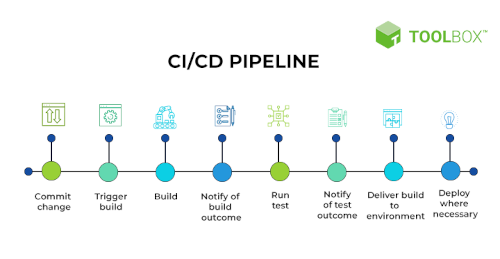 TOOLBOX™
CI/CD PIPELINE
Commit
change
Trigger
build
Build
Notify of
build
outcome
Run
test
Notify
of test
outcome
Deliver build
to
environment
Deploy
where
necessary